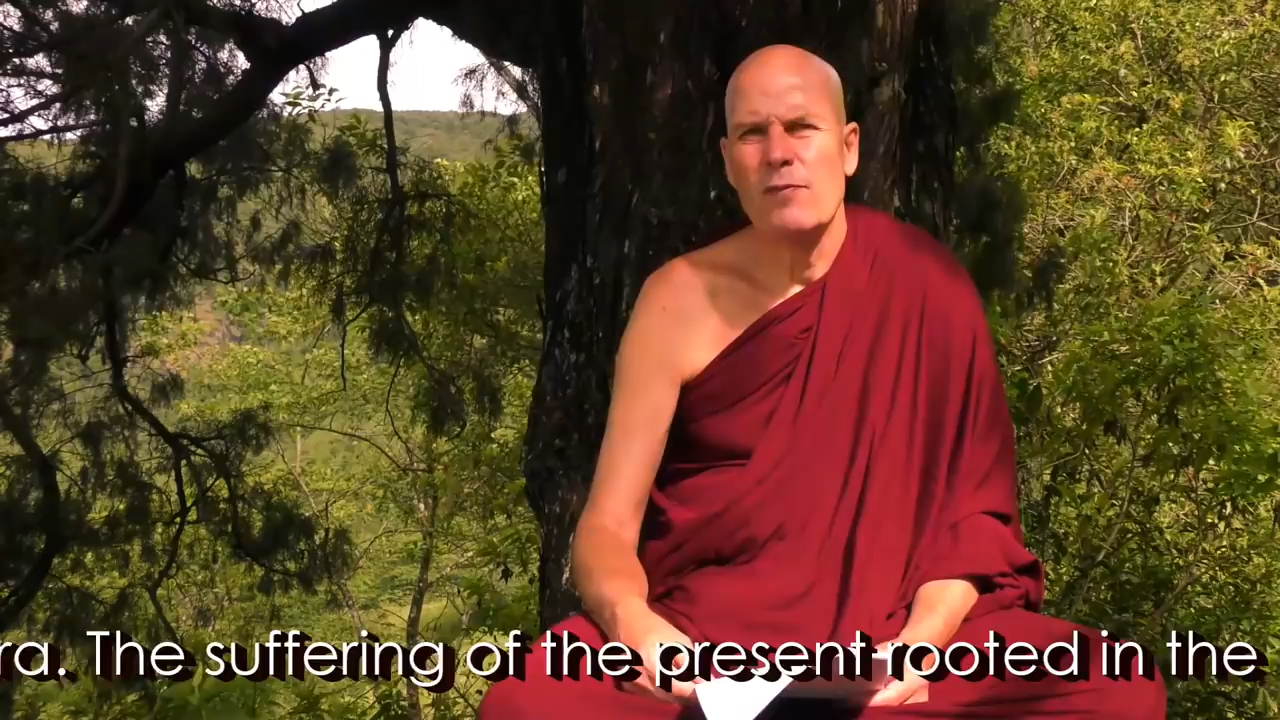 ra. The suffering of the present rooted in the